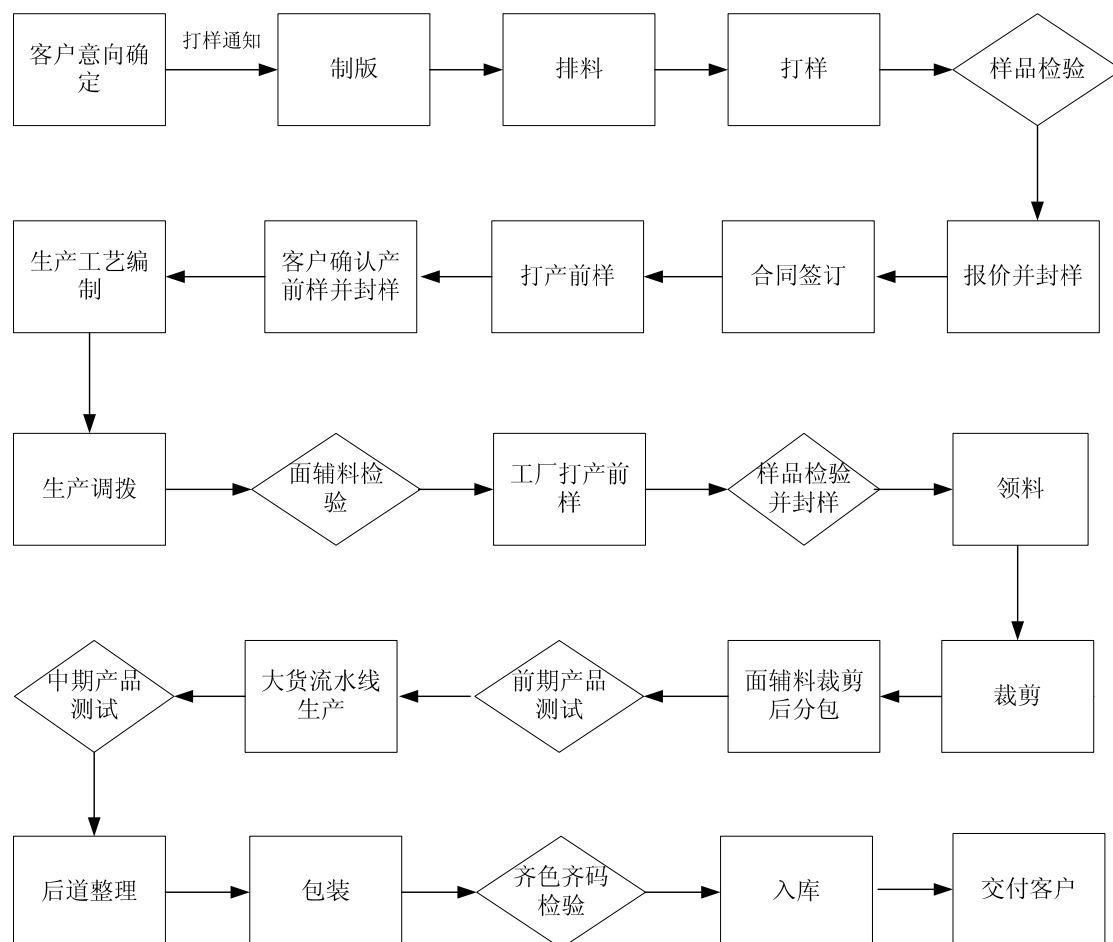 客户意向确
定
打样通知
制版
排料
打样
样品检验
生产工艺编
制
客户确认产
前样并封样
打产前样
合同签订
报价并封样
生产调拨
面辅料检
验
工厂打产前
样
样品检验
并封样
领料
中期产品
测试
大货流水线
生产
前期产品
测试
面辅料裁剪
后分包
裁剪
后道整理
包装
齐色齐码
检验
入库
交付客户